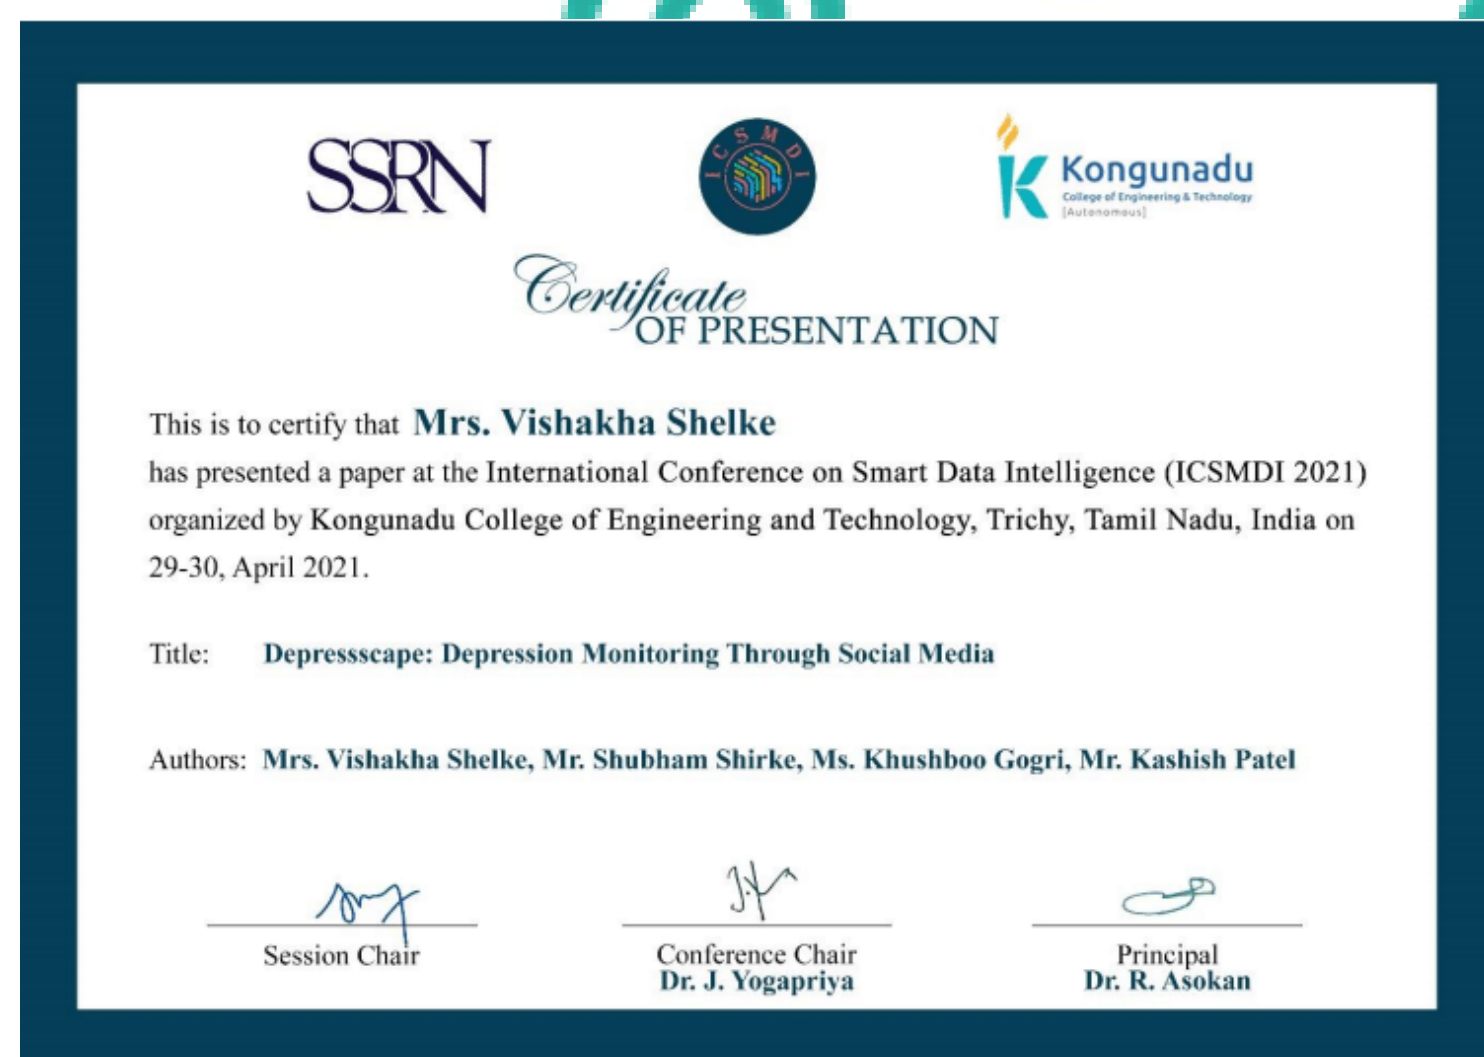 SSRN
ICSMDI
Kongunadu
College of Engineering & Technology
[Autonomous]
Certificate
OF PRESENTATION
This is to certify that Mrs. Vishakha Shelke
has presented a paper at the International Conference on Smart Data Intelligence (ICSMDI 2021)
organized by Kongunadu College of Engineering and Technology, Trichy, Tamil Nadu, India on
29-30, April 2021.
Title: Depressscape: Depression Monitoring Through Social Media
Authors: Mrs. Vishakha Shelke, Mr. Shubham Shirke, Ms. Khushboo Gogri, Mr. Kashish Patel
Session Chair
Conference Chair
Dr. J. Yogapriya
Principal
Dr. R. Asokan